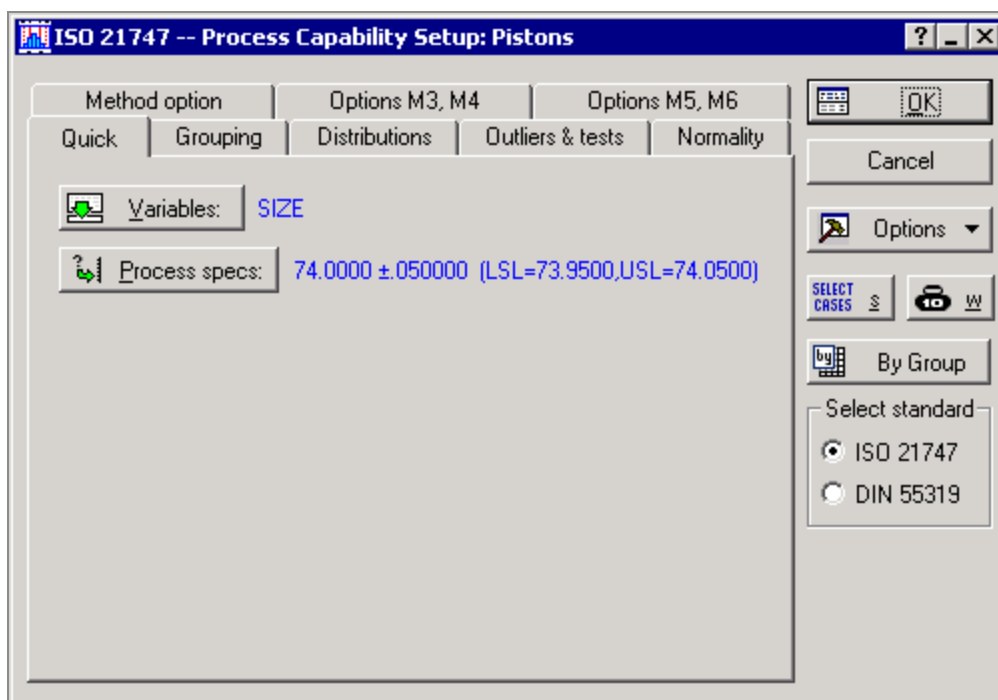 ISO 21747 -- Process Capability Setup: Pistons
Method option
Options M3, M4
Options M5, M6
Quick
Grouping
Distributions
Outliers & tests
Normality
Variables:
SIZE
Process specs:
74.0000 ±.050000 (LSL=73.9500,USL=74.0500)
OK
Cancel
Options
SELECT
CASES
S
10
W
by
By Group
Select standard
ISO 21747
DIN 55319